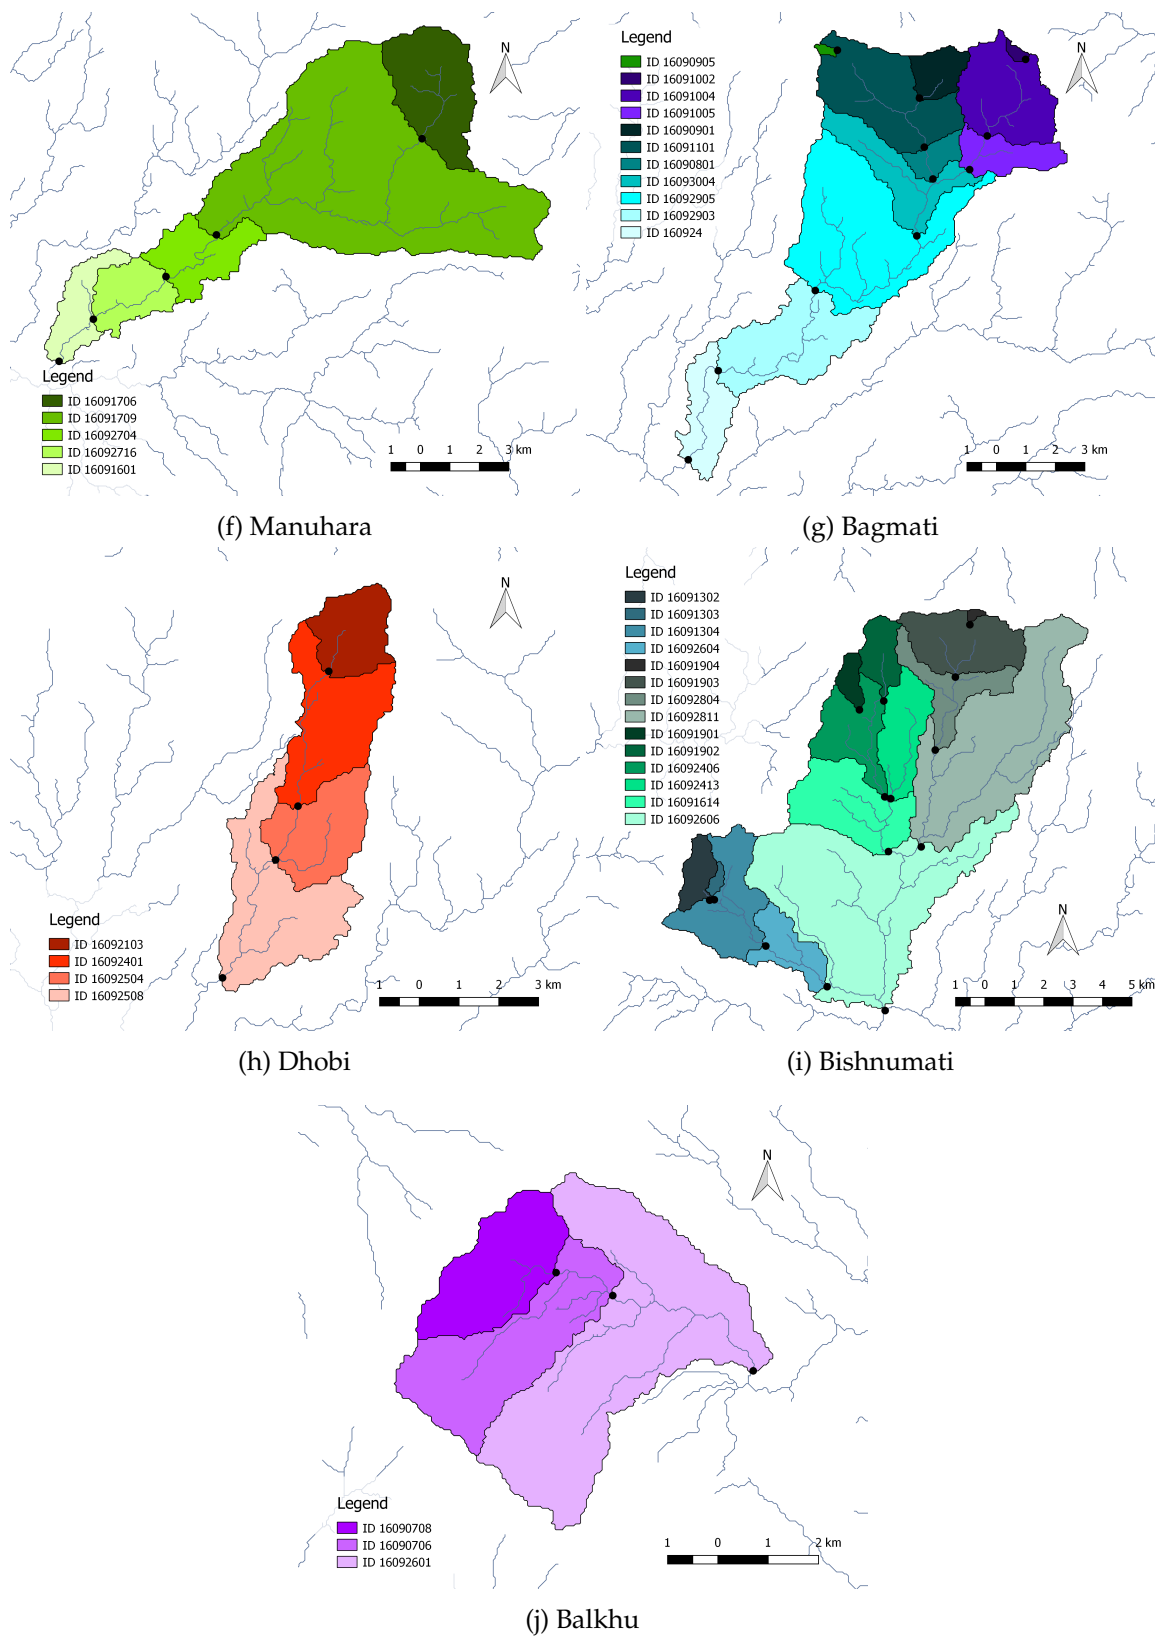 N
Legend
ID 16091706
ID 16091709
ID 16092704
ID 16092716
ID 16091601
1 0 1 2 3 km
(f) Manuhara
Legend
ID 16090905
ID 16091002
ID 16091004
ID 16091005
ID 16090901
ID 16091101
ID 16090801
ID 16093004
ID 16092905
ID 16092903
ID 160924
N
1 0 1 2 3 km
(g) Bagmati
N
Legend
ID 16092103
ID 16092401
ID 16092504
ID 16092508
1 0 1 2 3 km
(h) Dhobi
Legend
ID 16091302
ID 16091303
ID 16091304
ID 16092604
ID 16091904
ID 16091903
ID 16092804
ID 16092811
ID 16091901
ID 16091902
ID 16092406
ID 16092413
ID 16091614
ID 16092606
N
1 0 1 2 3 4 5 km
(i) Bishnumati
N
Legend
ID 16090708
ID 16090706
ID 16092601
1 0 1 2 km
(j) Balkhu